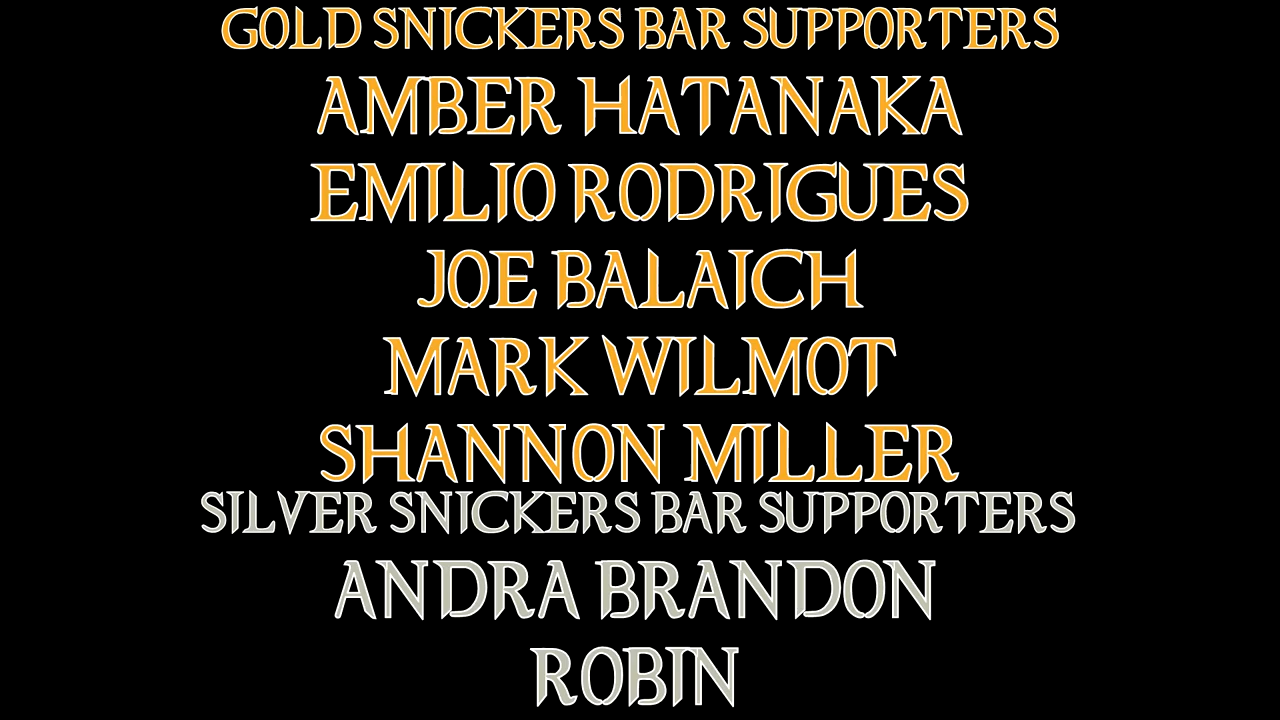 GOLD SNICKERS BAR SUPPORTERS
AMBER HATANAKA
EMILIO RODRIGUES
JOE BALAICH
MARK WILMOT
SHANNON MILLER
SILVER SNICKERS BAR SUPPORTERS
ANDRA BRANDON
ROBIN